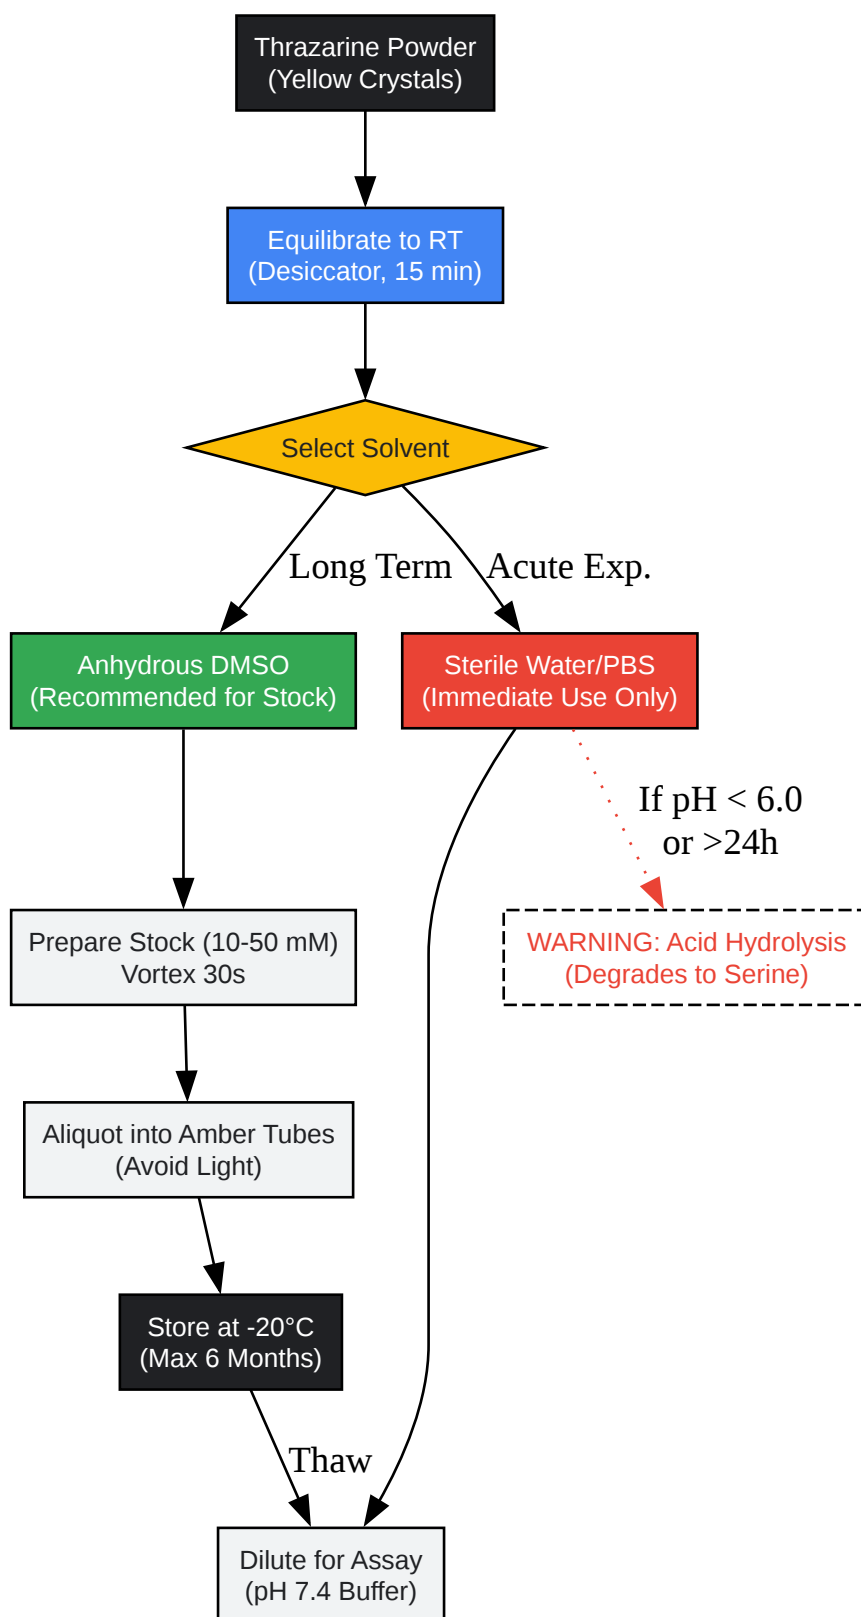 Thrazarine Powder
(Yellow Crystals)
Equilibrate to RT
(Desiccator, 15 min)
Select Solvent
Long Term
Acute Exp.
Anhydrous DMSO
(Recommended for Stock)
Sterile Water/PBS
(Immediate Use Only)
If pH < 6.0
or >24h
Prepare Stock (10-50 mM)
Vortex 30s
WARNING: Acid Hydrolysis
(Degrades to Serine)
Aliquot into Amber Tubes
(Avoid Light)
Store at -20°C
(Max 6 Months)
Thaw
Dilute for Assay
(pH 7.4 Buffer)